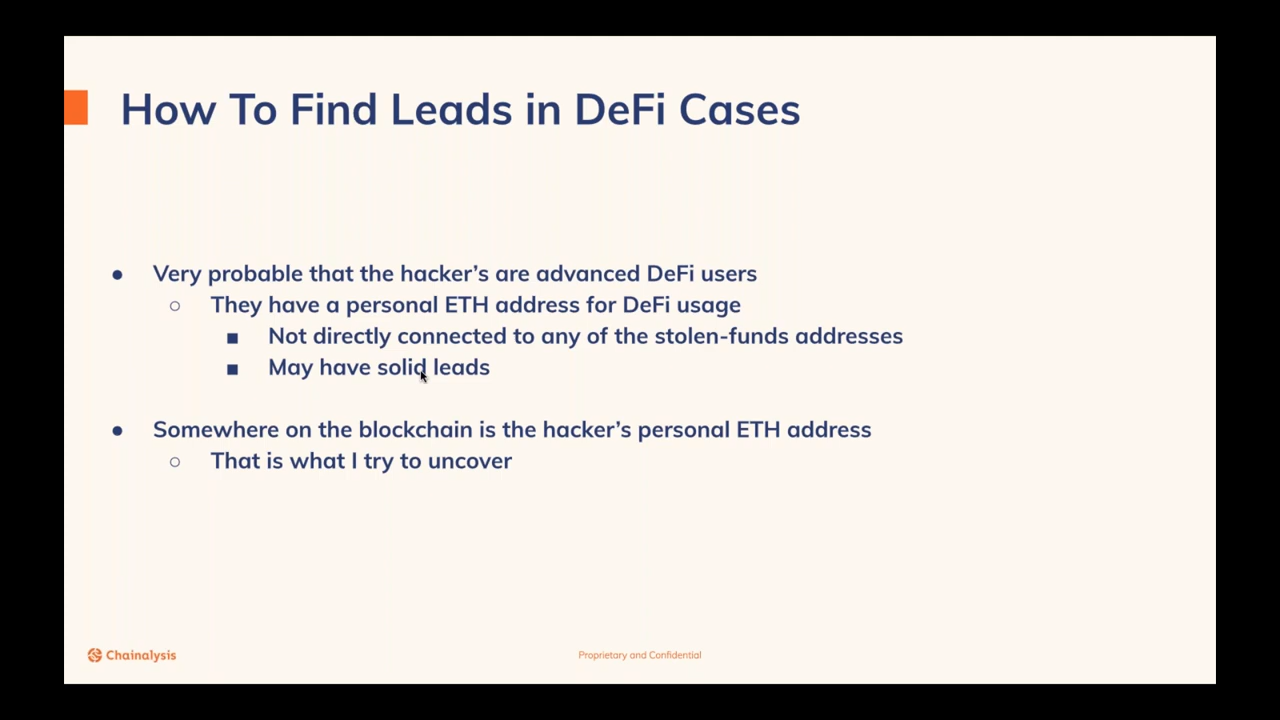 How To Find Leads in DeFi Cases
● Very probable that the hacker's are advanced DeFi users
○ They have a personal ETH address for DeFi usage
■ Not directly connected to any of the stolen-funds addresses
■ May have solid leads
● Somewhere on the blockchain is the hacker's personal ETH address
○ That is what I try to uncover
Chainalysis
Proprietary and Confidential